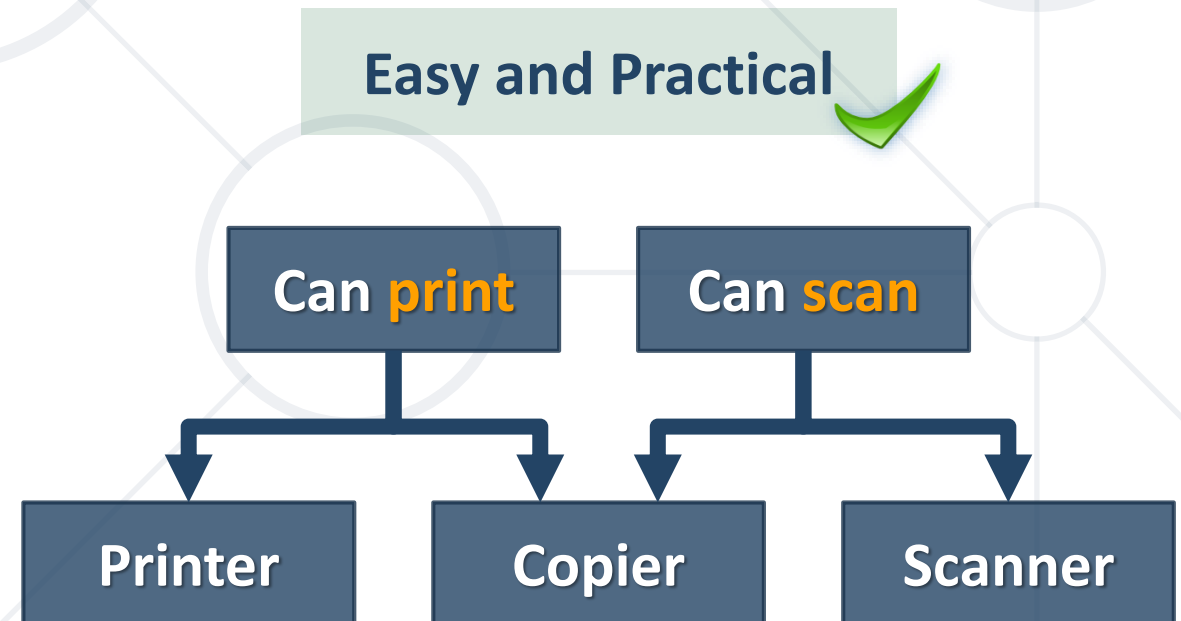 Easy and Practical
Can print
Can scan
Printer
Copier
Scanner